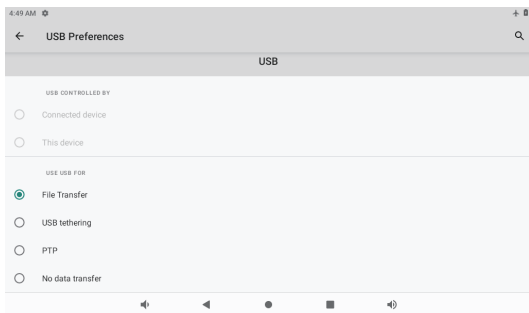 4:49 AM
USB Preferences
USB
USB CONTROLLED BY
Connected device
This device
USE USB FOR
File Transfer
USB tethering
PTP
No data transfer